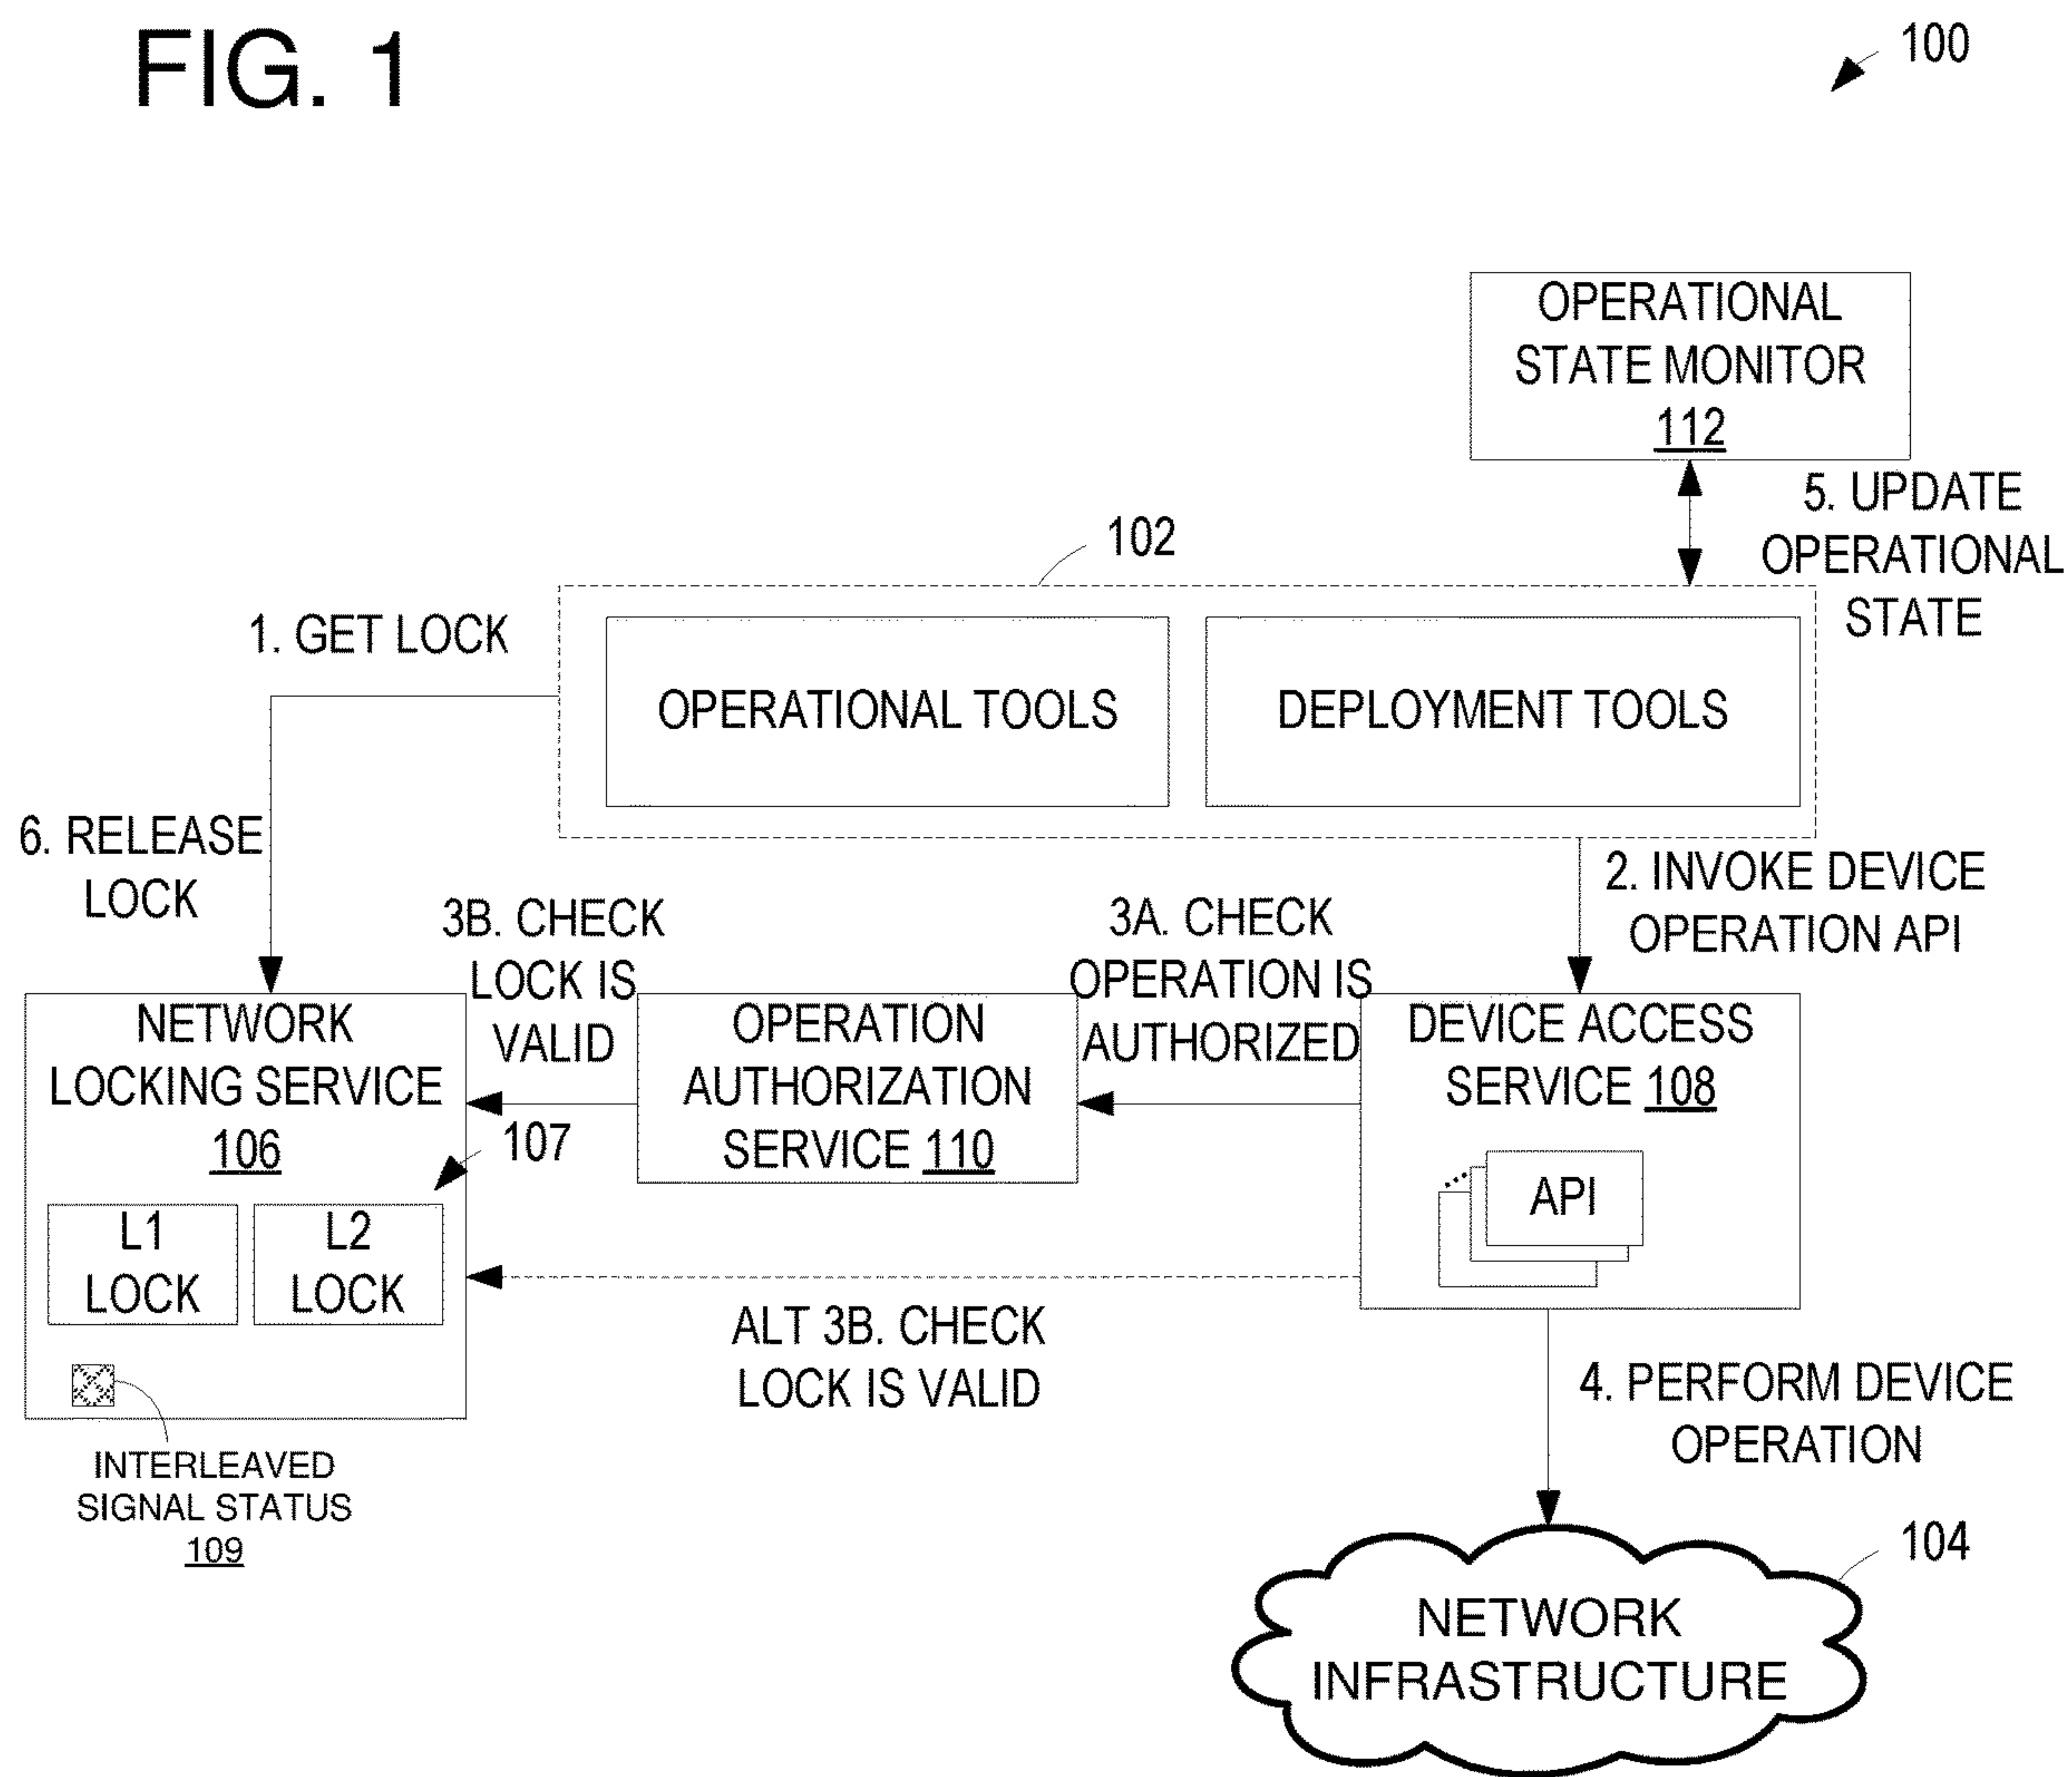 FIG. 1
100
OPERATIONAL
STATE MONITOR
112
5. UPDATE
OPERATIONAL
STATE
102
1. GET LOCK
OPERATIONAL TOOLS
DEPLOYMENT TOOLS
6. RELEASE
LOCK
2. INVOKE DEVICE
OPERATION API
3B. CHECK
LOCK IS
VALID
3A. CHECK
OPERATION IS
AUTHORIZED
NETWORK
LOCKING SERVICE
106
107
L1
LOCK
L2
LOCK
OPERATION
AUTHORIZATION
SERVICE 110
DEVICE ACCESS
SERVICE 108
API
ALT 3B. CHECK
LOCK IS VALID
4. PERFORM DEVICE
OPERATION
INTERLEAVED
SIGNAL STATUS
109
104
NETWORK
INFRASTRUCTURE